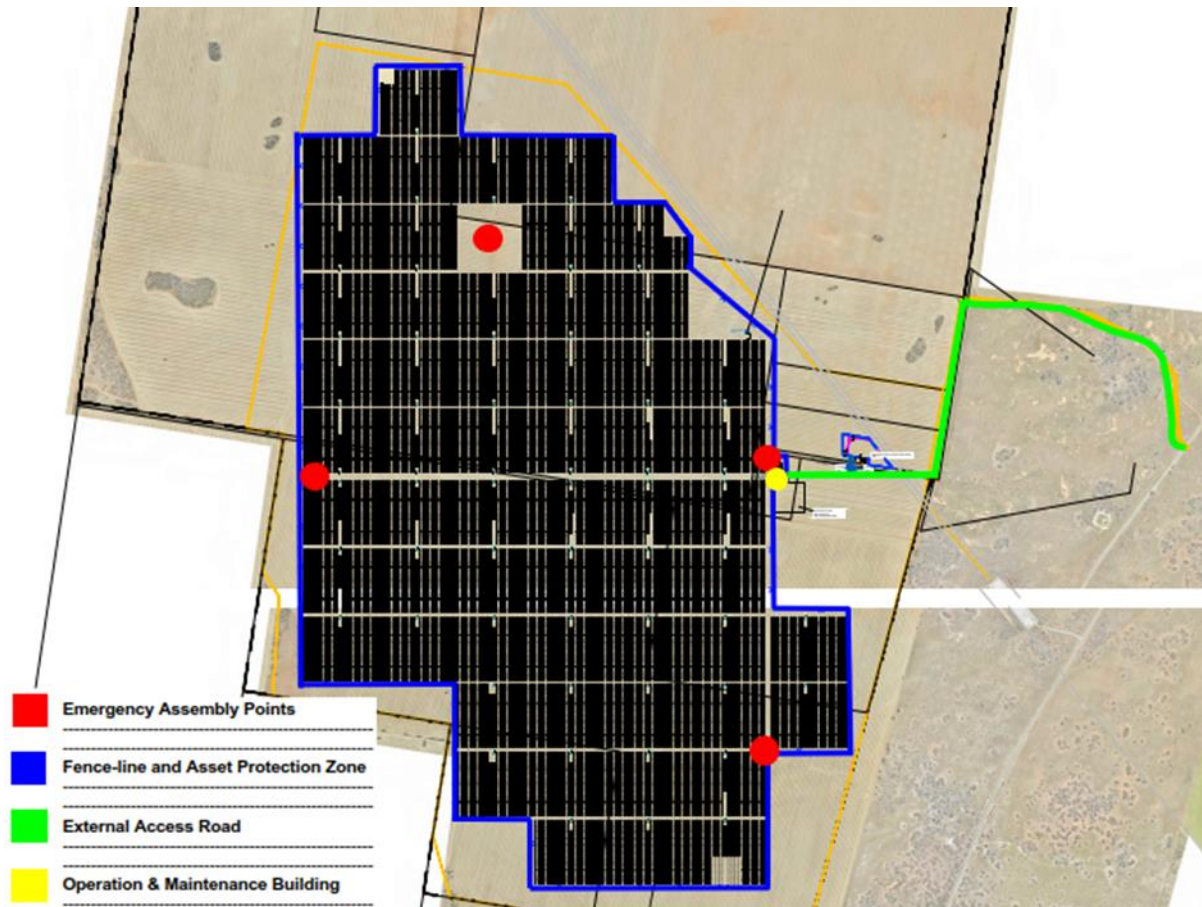 Emergency Assembly Points
Fence-line and Asset Protection Zone
External Access Road
Operation & Maintenance Building